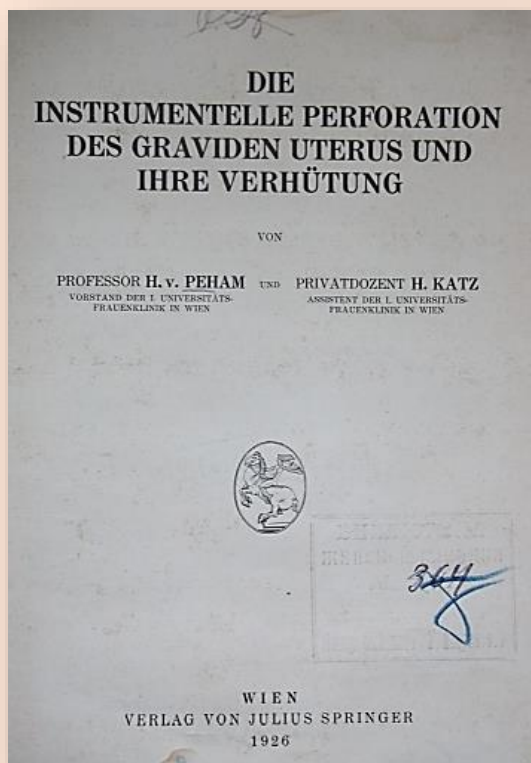 DIE
INSTRUMENTELLE PERFORATION
DES GRAVIDEN UTERUS UND
IHRE VERHÜTUNG
VON
PROFESSOR H. v. PEHAM UND PRIVATDOZENT H. KATZ
VORSTAND DER I. UNIVERSITÄTS- ASSISTENT DER I. UNIVERSITÄTS-
FRAUENKLINIK IN WIEN FRAUENKLINIK IN WIEN
364
WIEN
VERLAG VON JULIUS SPRINGER
1926